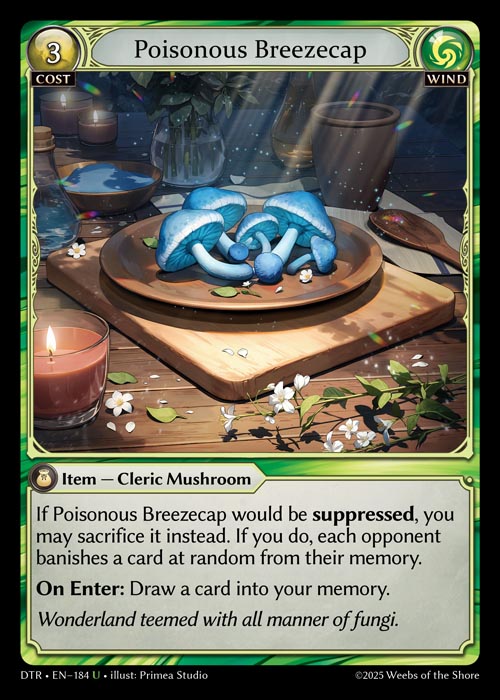 3
Poisonous Breezecap
COST
WIND
Item — Cleric Mushroom
If Poisonous Breezecap would be suppressed, you
may sacrifice it instead. If you do, each opponent
banishes a card at random from their memory.
On Enter: Draw a card into your memory.
Wonderland teemed with all manner of fungi.
DTR • EN–184 U • illust: Primea Studio
©2025 Weebs of the Shore